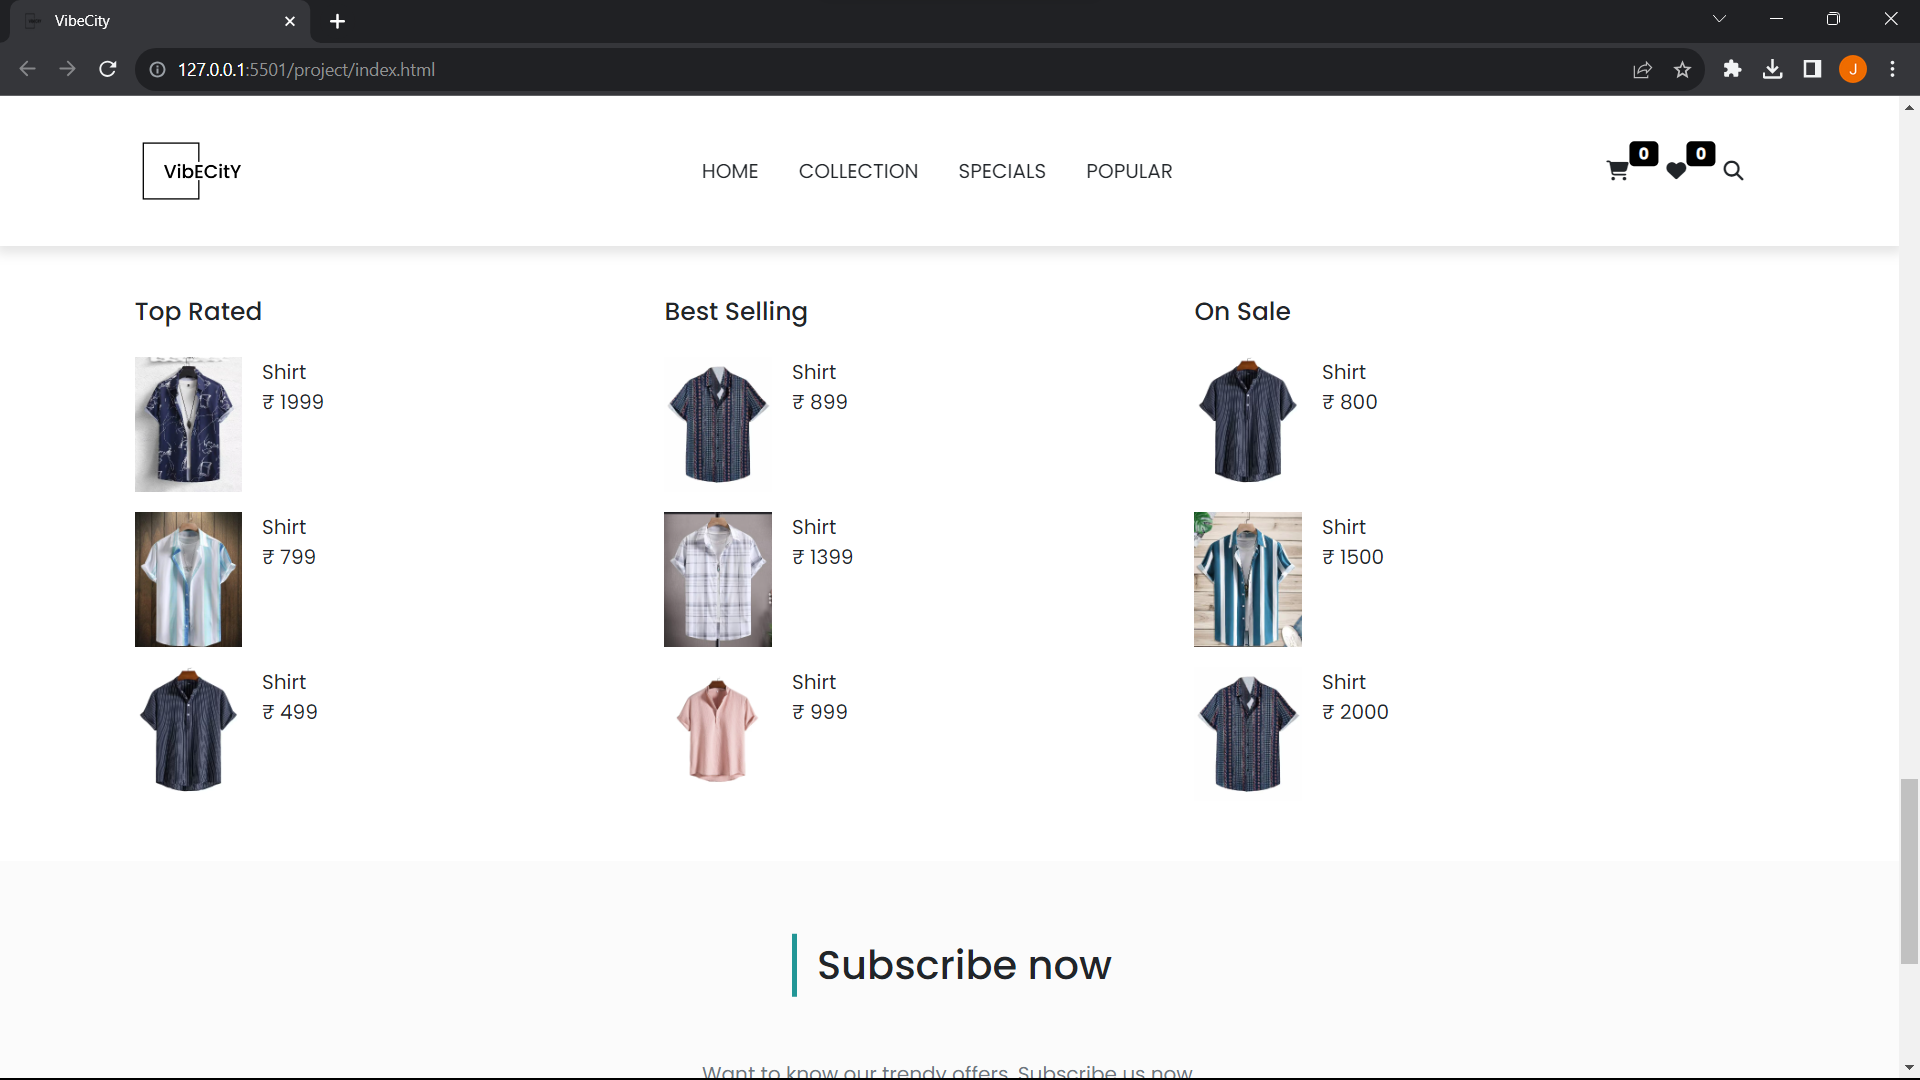 VibeCity
127.0.0.1:5501/project/index.html
J
VibECitY
HOME COLLECTION SPECIALS POPULAR
0 0
Top Rated
Shirt
₹ 1999
Shirt
₹ 799
Shirt
₹ 499
Best Selling
Shirt
₹ 899
Shirt
₹ 1399
Shirt
₹ 999
On Sale
Shirt
₹ 800
Shirt
₹ 1500
Shirt
₹ 2000
Subscribe now
Want to know our trendy offers. Subscribe us now